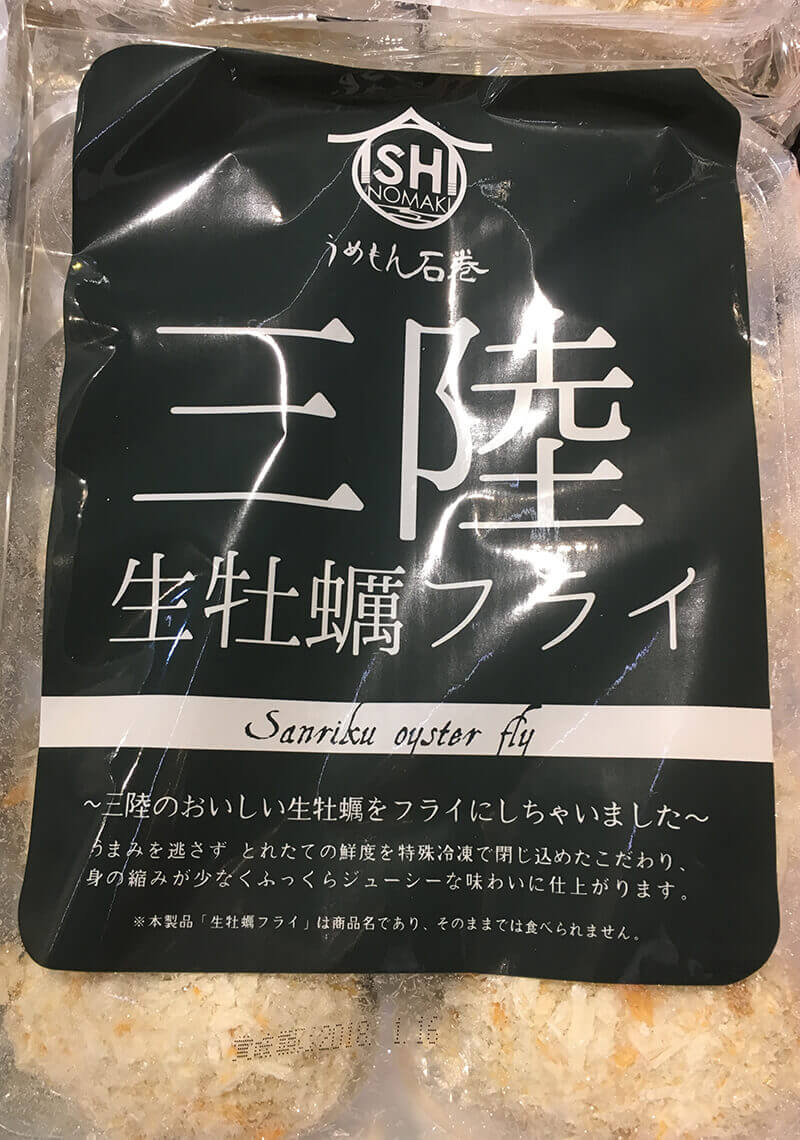 ISHI
NOMAKI
うめもん石巻
三陸
生牡蠣フライ
Sanriku oyster fly
~三陸のおいしい生牡蠣をフライにしちゃいました~
うまみを逃さず とれたての鮮度を特殊冷凍で閉じ込めたこだわり、
身の縮みが少なくふっくらジューシーな味わいに仕上がります。
※本製品「生牡蠣フライ」は商品名であり、そのままでは食べられません。
2018. 1.16